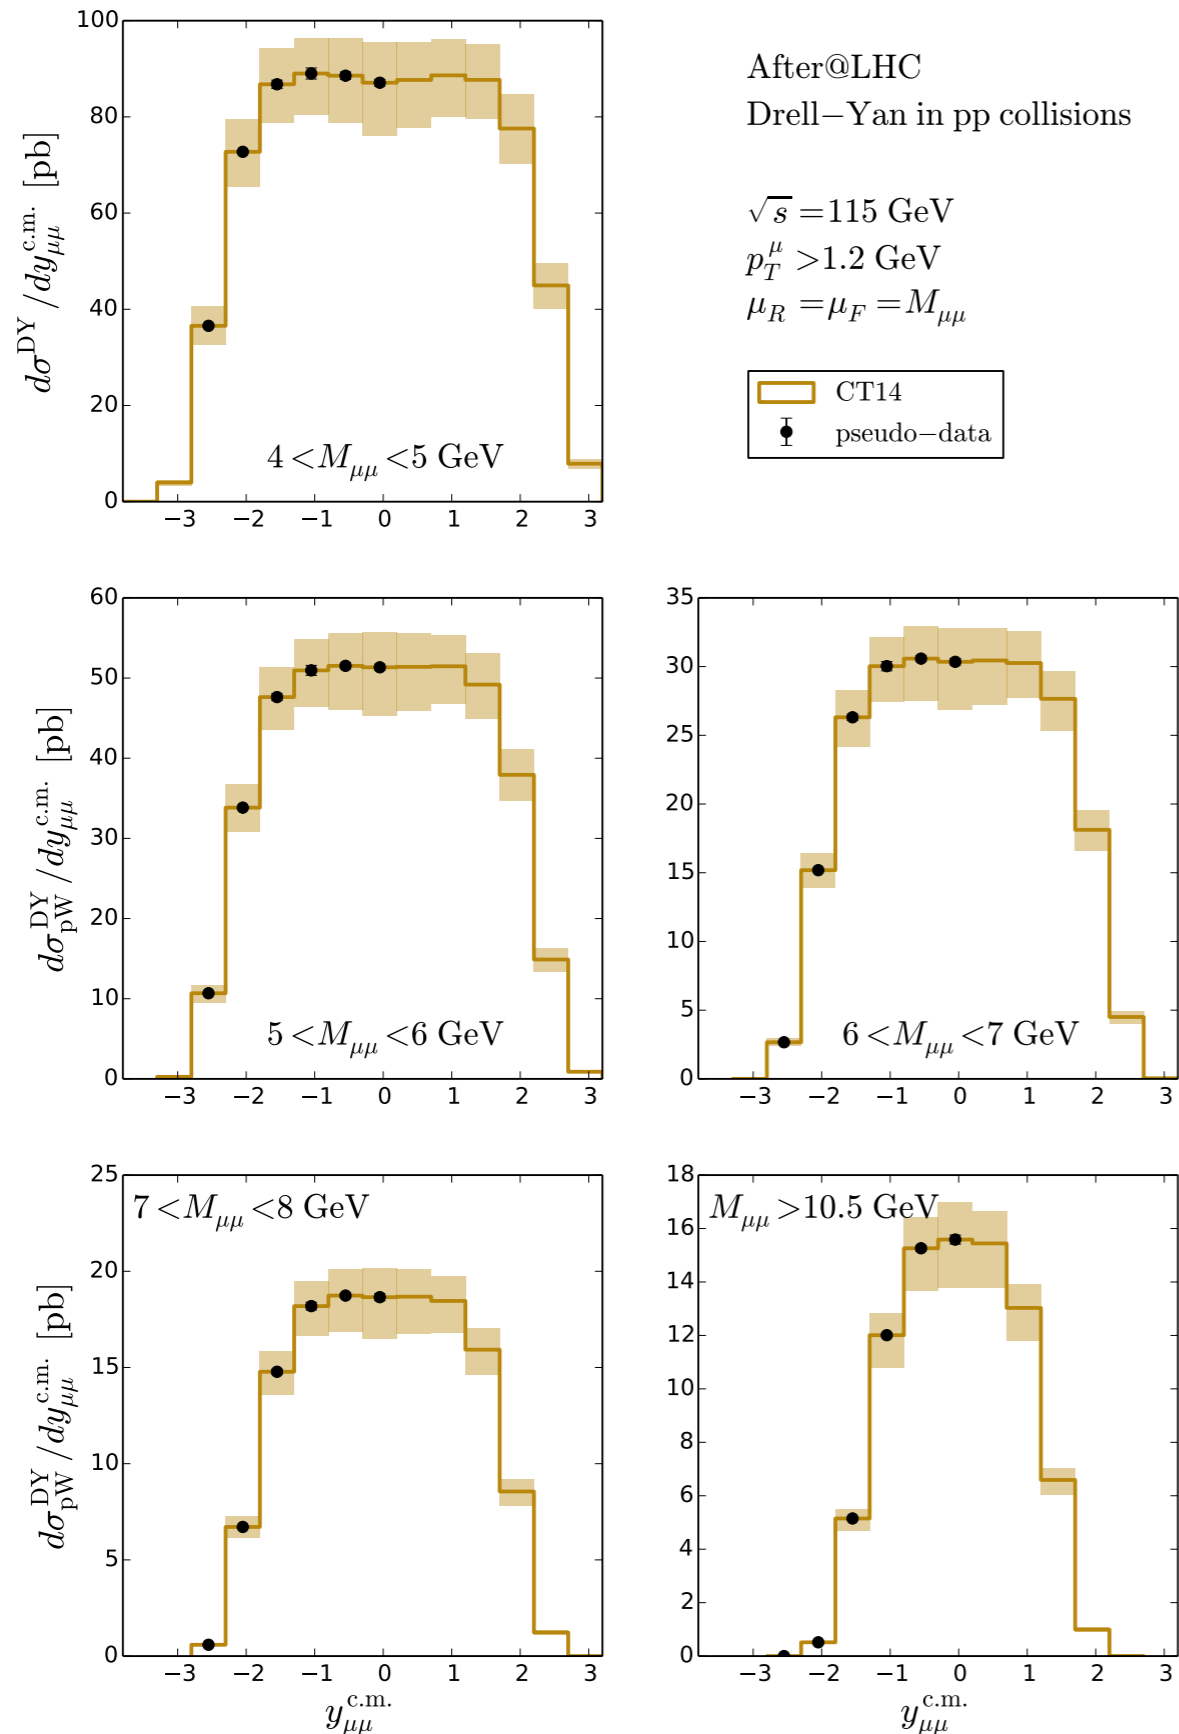 After@LHC
Drell−Yan in pp collisions
√s =115 GeV
p_T^μ >1.2 GeV
μ_R =μ_F =M_μμ
CT14
pseudo−data
dσ^DY /dy_μμ^c.m. [pb]
100
80
60
40
20
0
4 <M_μμ <5 GeV
−3 −2 −1 0 1 2 3
dσ_pW^DY /dy_μμ^c.m. [pb]
60
50
40
30
20
10
0
5 <M_μμ <6 GeV
−3 −2 −1 0 1 2 3
35
30
25
20
15
10
5
0
6 <M_μμ <7 GeV
−3 −2 −1 0 1 2 3
dσ_pW^DY /dy_μμ^c.m. [pb]
25
20
15
10
5
0
7 <M_μμ <8 GeV
−3 −2 −1 0 1 2 3
y_μμ^c.m.
18
16
14
12
10
8
6
4
2
0
M_μμ >10.5 GeV
−3 −2 −1 0 1 2 3
y_μμ^c.m.